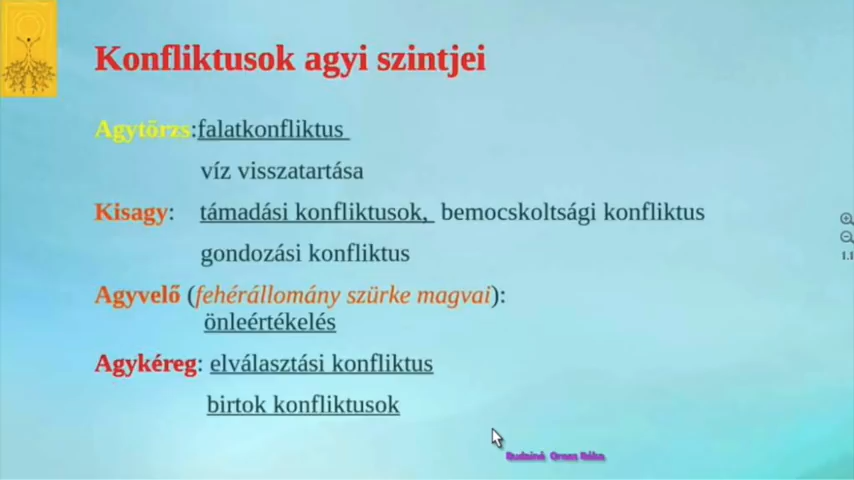 Konfliktusok agyi szintjei
Agytörzs:falatkonfliktus
víz visszatartása
Kisagy: támadási konfliktusok, bemocskoltsági konfliktus
gondozási konfliktus
Agyvelő (fehérállomány szürke magvai):
önleértékelés
Agykéreg: elválasztási konfliktus
birtok konfliktusok